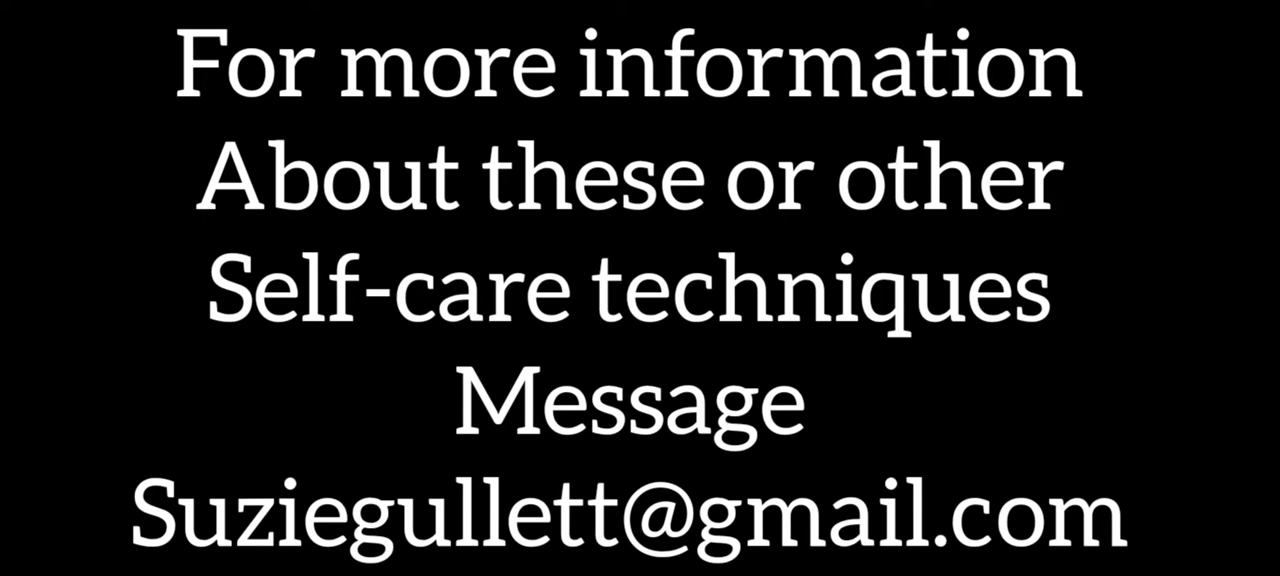 For more information
About these or other
Self-care techniques
Message
Suziegullett@gmail.com